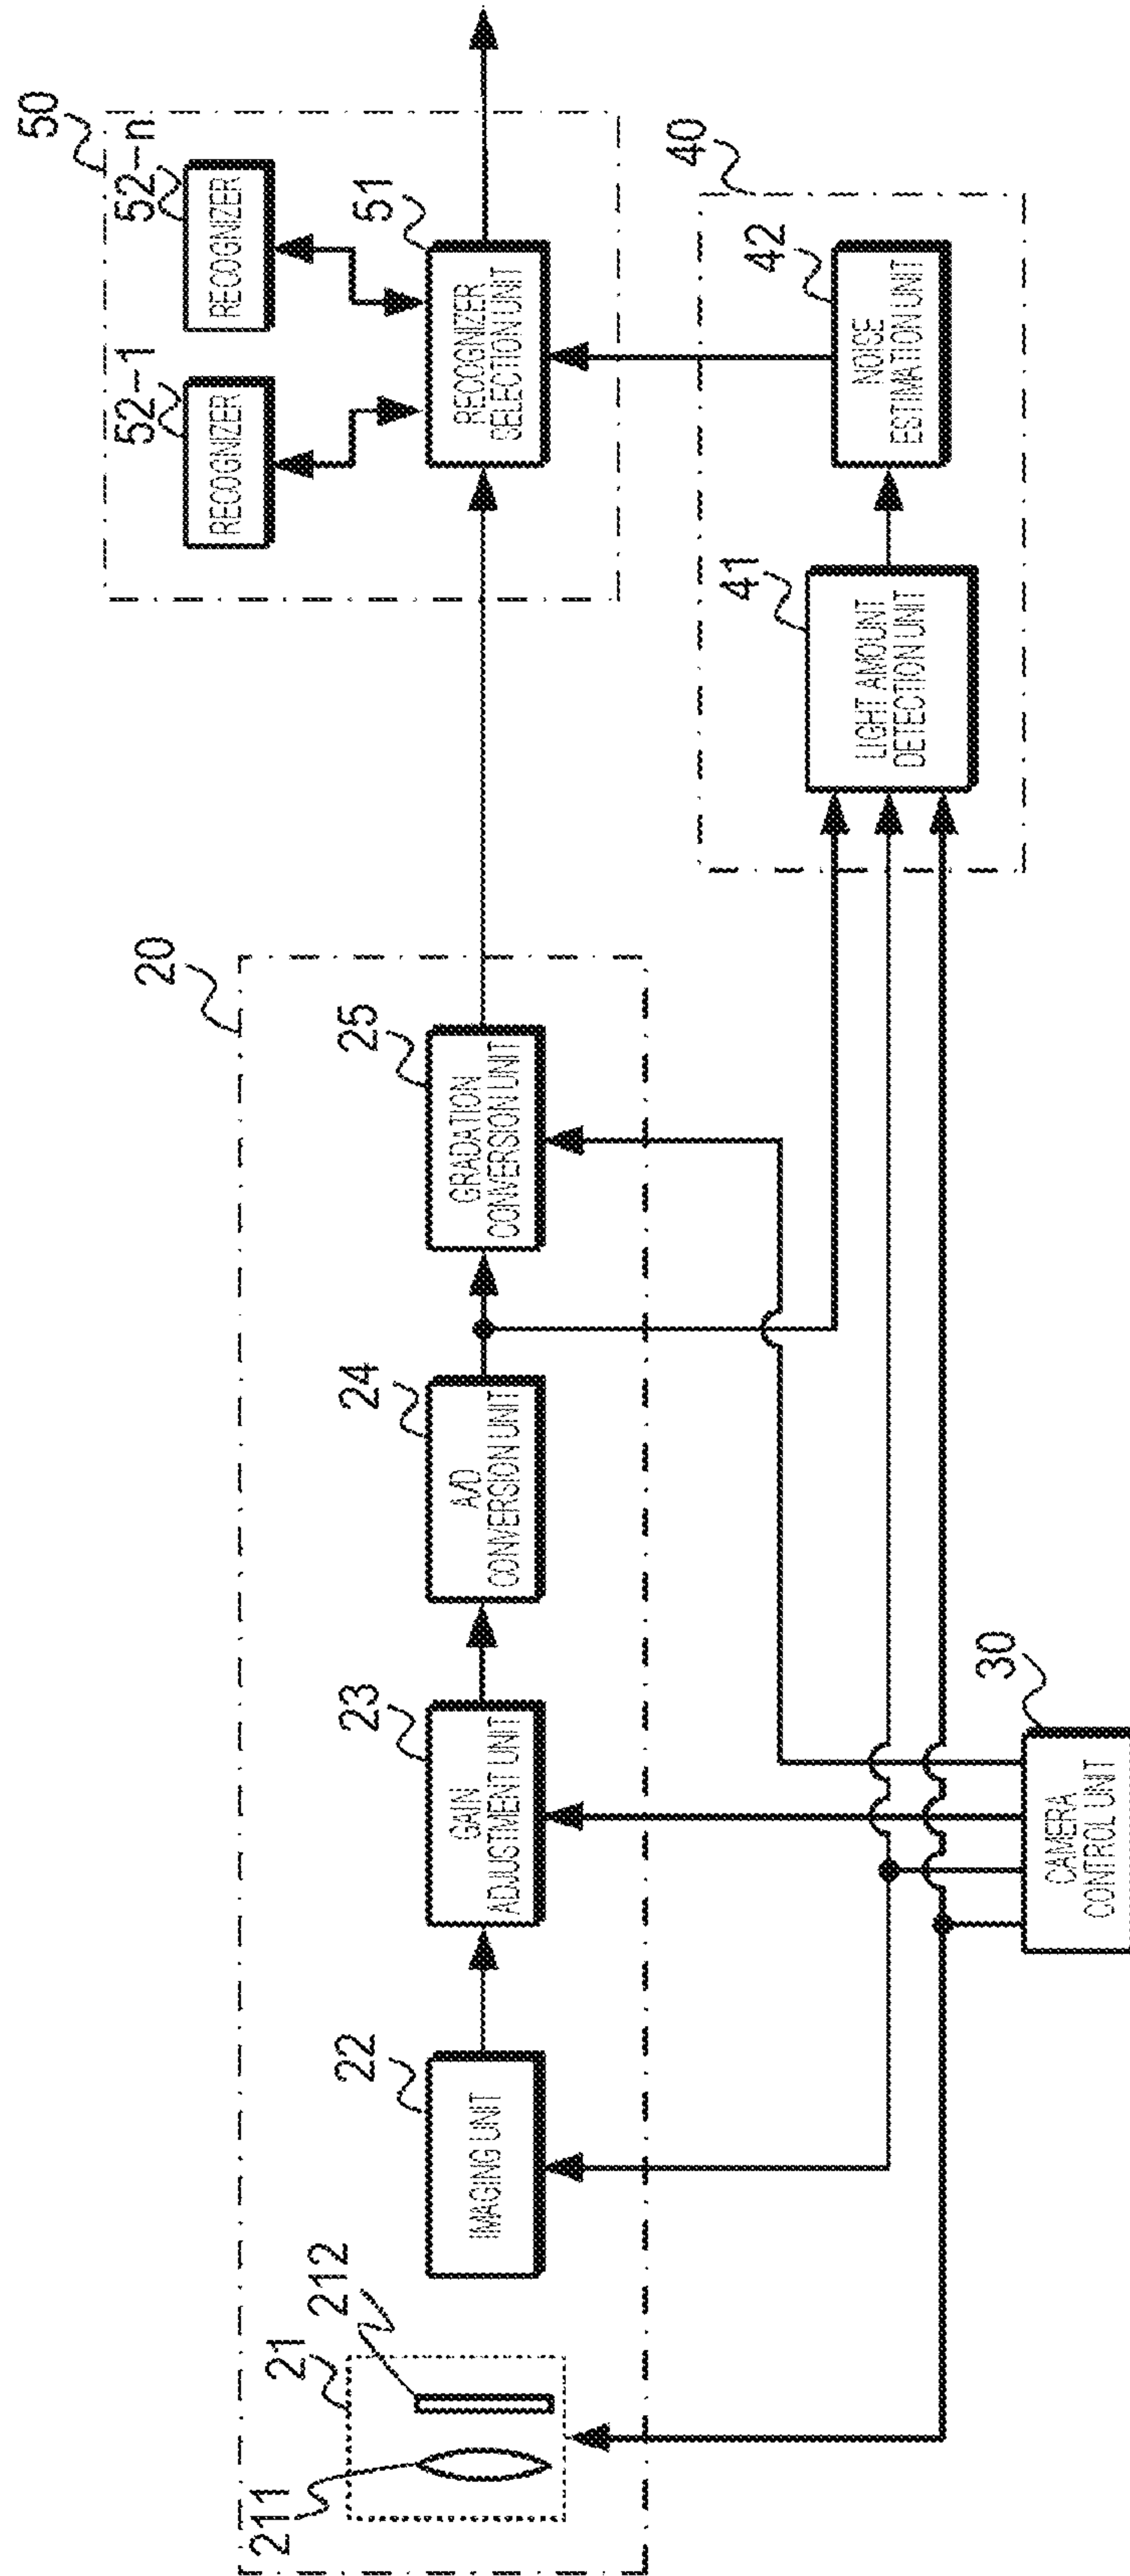 20
21
211
212
22
IMAGING UNIT
23
GAIN
ADJUSTMENT UNIT
24
A/D
CONVERSION UNIT
25
GRADATION
CONVERSION UNIT
50
52-1
RECOGNIZER
52-n
RECOGNIZER
51
RECOGNIZER
SELECTION UNIT
40
41
LIGHT AMOUNT
DETECTION UNIT
42
NOISE
ESTIMATION UNIT
30
CAMERA
CONTROL UNIT